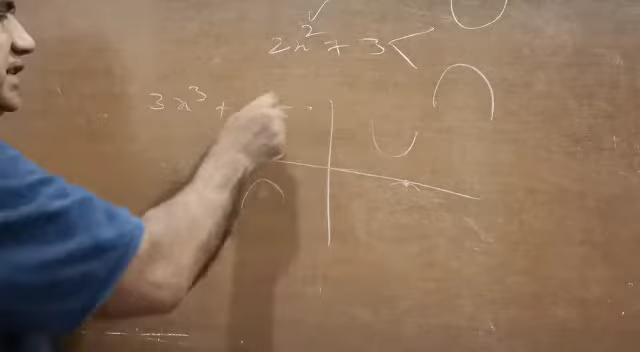 2x² + 3
3x³ +